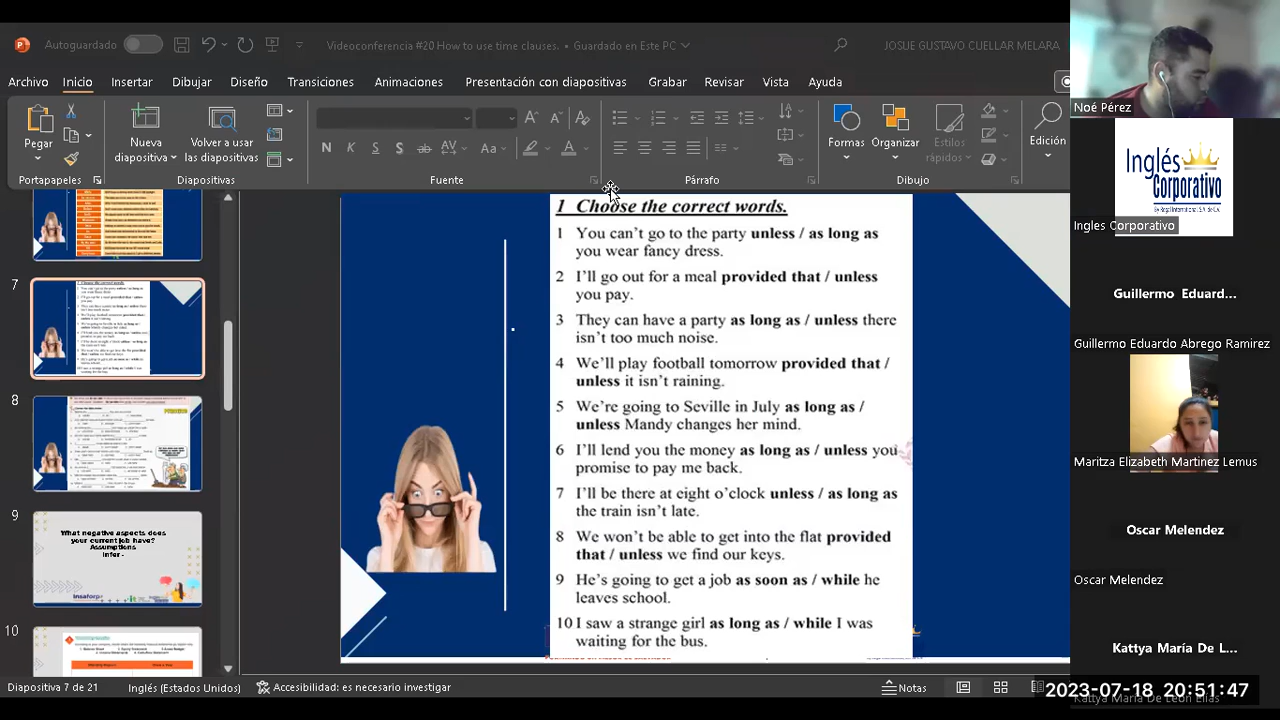 Autoguardado
Videoconferencia #20 How to use time clauses. • Guardado en Este PC
JOSUE GUSTAVO CUELLAR MELARA
Archivo Inicio Insertar Dibujar Diseño Transiciones Animaciones Presentación con diapositivas Grabar Revisar Vista Ayuda
Pegar
Nueva diapositiva
Volver a usar las diapositivas
Formas
Organizar
Estilos rápidos
Edición
Portapapeles
Diapositivas
Fuente
Párrafo
Dibujo
7
8
9
What negative aspects does
your current job have?
Assumptions
Infer -
insaforp
10
I Choose the correct words.
1 You can't go to the party unless / as long as
you wear fancy dress.
2 I'll go out for a meal provided that / unless
you pay.
3 They can have a party as long as / unless there
isn't too much noise.
4 We'll play football tomorrow provided that /
unless it isn't raining.
5 We're going to Seville in July as long as /
unless Mandy changes her mind.
6 I'll lend you the money as long as / unless you
promise to pay me back.
7 I'll be there at eight o'clock unless / as long as
the train isn't late.
8 We won't be able to get into the flat provided
that / unless we find our keys.
9 He's going to get a job as soon as / while he
leaves school.
10 I saw a strange girl as long as / while I was
waiting for the bus.
Diapositiva 7 de 21
Inglés (Estados Unidos)
Accesibilidad: es necesario investigar
Notas
Noé Pérez
Inglés
Corporativo
Ingles Corporativo
Guillermo Eduard...
Guillermo Eduardo Abrego Ramirez
Maritza Elizabeth Martinez Lemus
Oscar Melendez
Oscar Melendez
Kattya María De L...
2023-07-18 20:51:47
Kattya María De León Elías